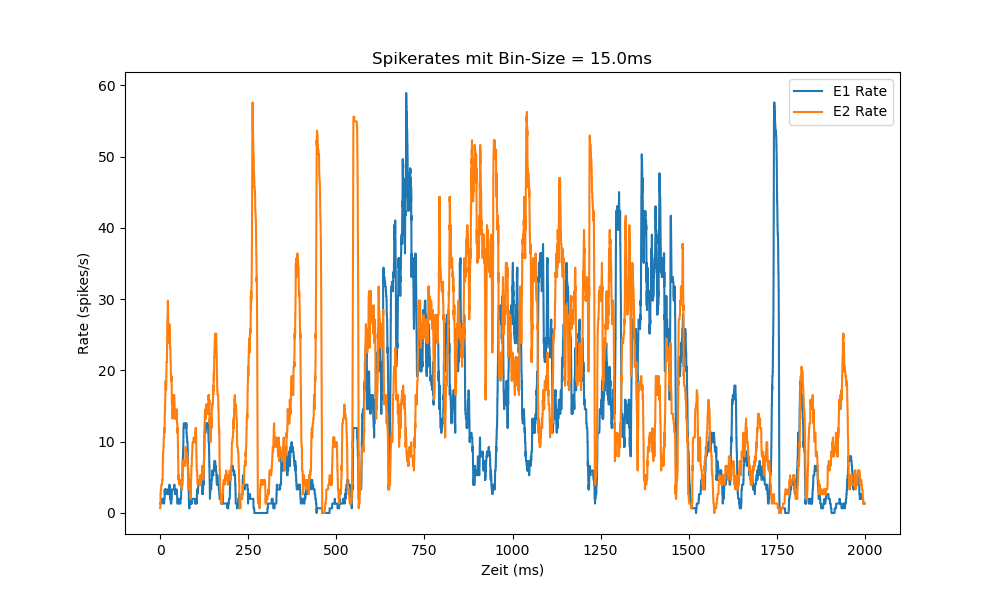 Spikerates mit Bin-Size = 15.0ms
E1 Rate
E2 Rate
Rate (spikes/s)
60
50
40
30
20
10
0
0 250 500 750 1000 1250 1500 1750 2000
Zeit (ms)